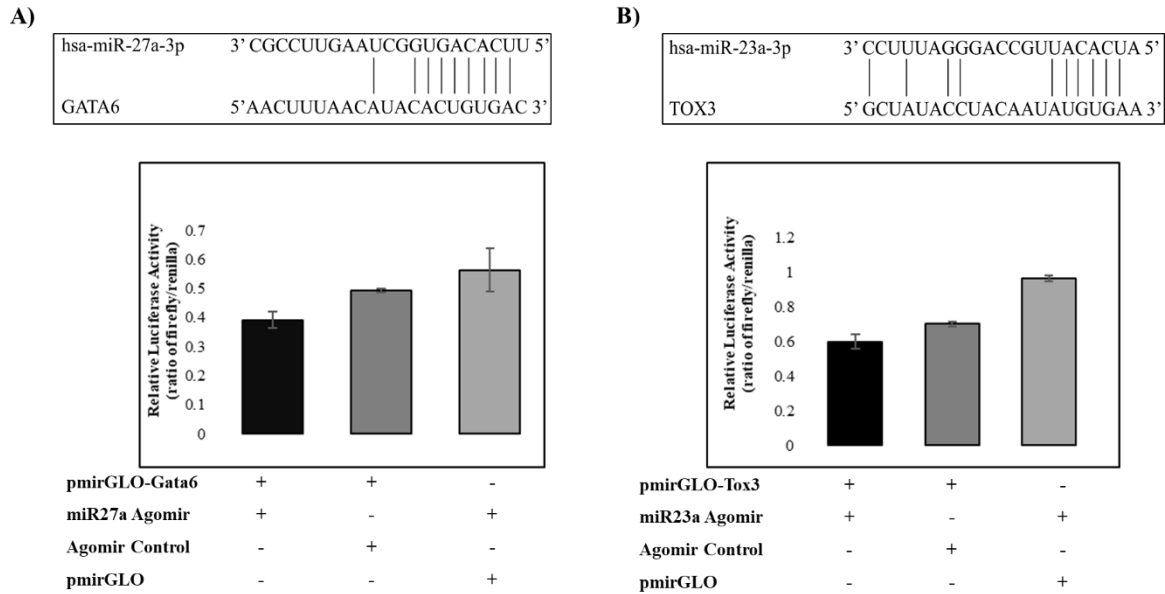 A)
hsa-miR-27a-3p 3’ CGCCUUGAAUCGGUGACACUU 5’
GATA6 5’AACUUUAACAUACACUGUGAC 3’
Relative Luciferase Activity
(ratio of firefly/renilla)
0.7
0.6
0.5
0.4
0.3
0.2
0.1
0
pmirGLO-Gata6 + + -
miR27a Agomir + - +
Agomir Control - + -
pmirGLO - - +
B)
hsa-miR-23a-3p 3’ CCUUUAGGGACCGUUACACUA 5’
TOX3 5’ GCUAUACCUACAAUAUGUGAA 3’
Relative Luciferase Activity
(ratio of firefly/renilla)
1.2
1
0.8
0.6
0.4
0.2
0
pmirGLO-Tox3 + + -
miR23a Agomir + - +
Agomir Control - + -
pmirGLO - - +